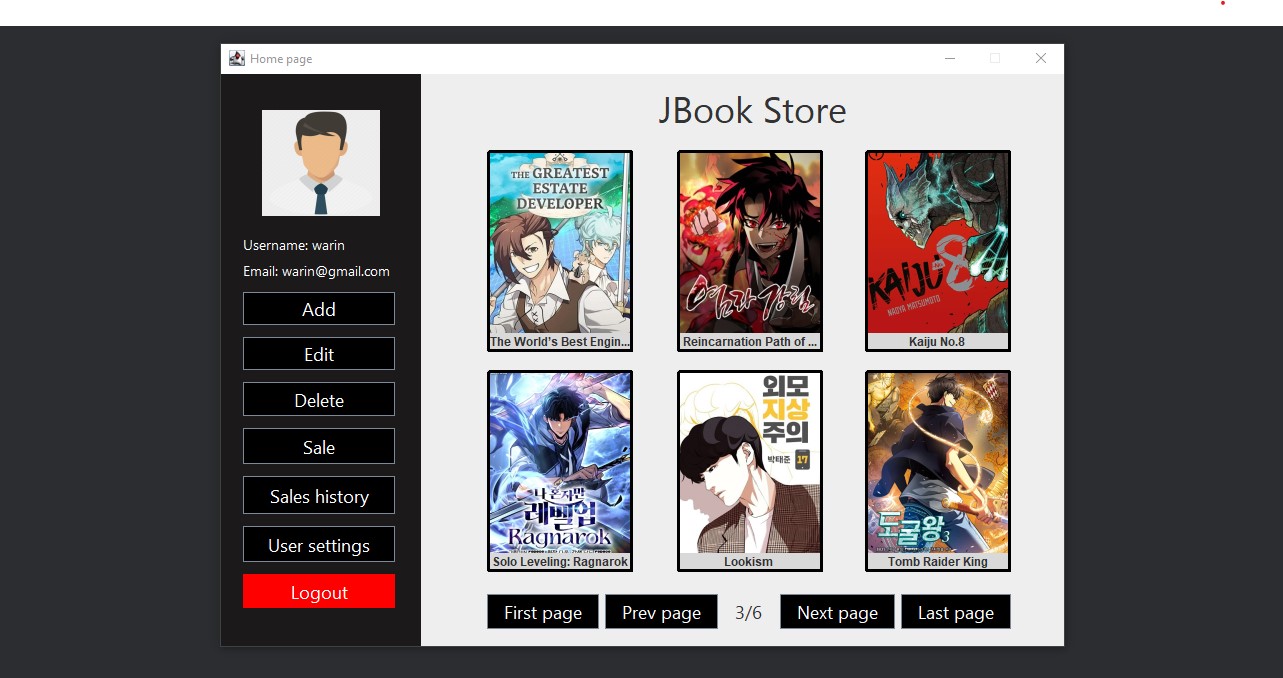 Home page
JBook Store
Username: warin
Email: warin@gmail.com
Add
Edit
Delete
Sale
Sales history
User settings
Logout
THE GREATEST
ESTATE
DEVELOPER
The World's Best Engin...
염라 강림
Reincarnation Path of ...
KAIJU
8
NAOYA MATSUMOTO
Kaiju No.8
나 혼자만
레벨업
Ragnarok
Solo Leveling: Ragnarok
외모
지상
주의
박태준 17
Lookism
도굴왕 3
Tomb Raider King
First page
Prev page
3/6
Next page
Last page